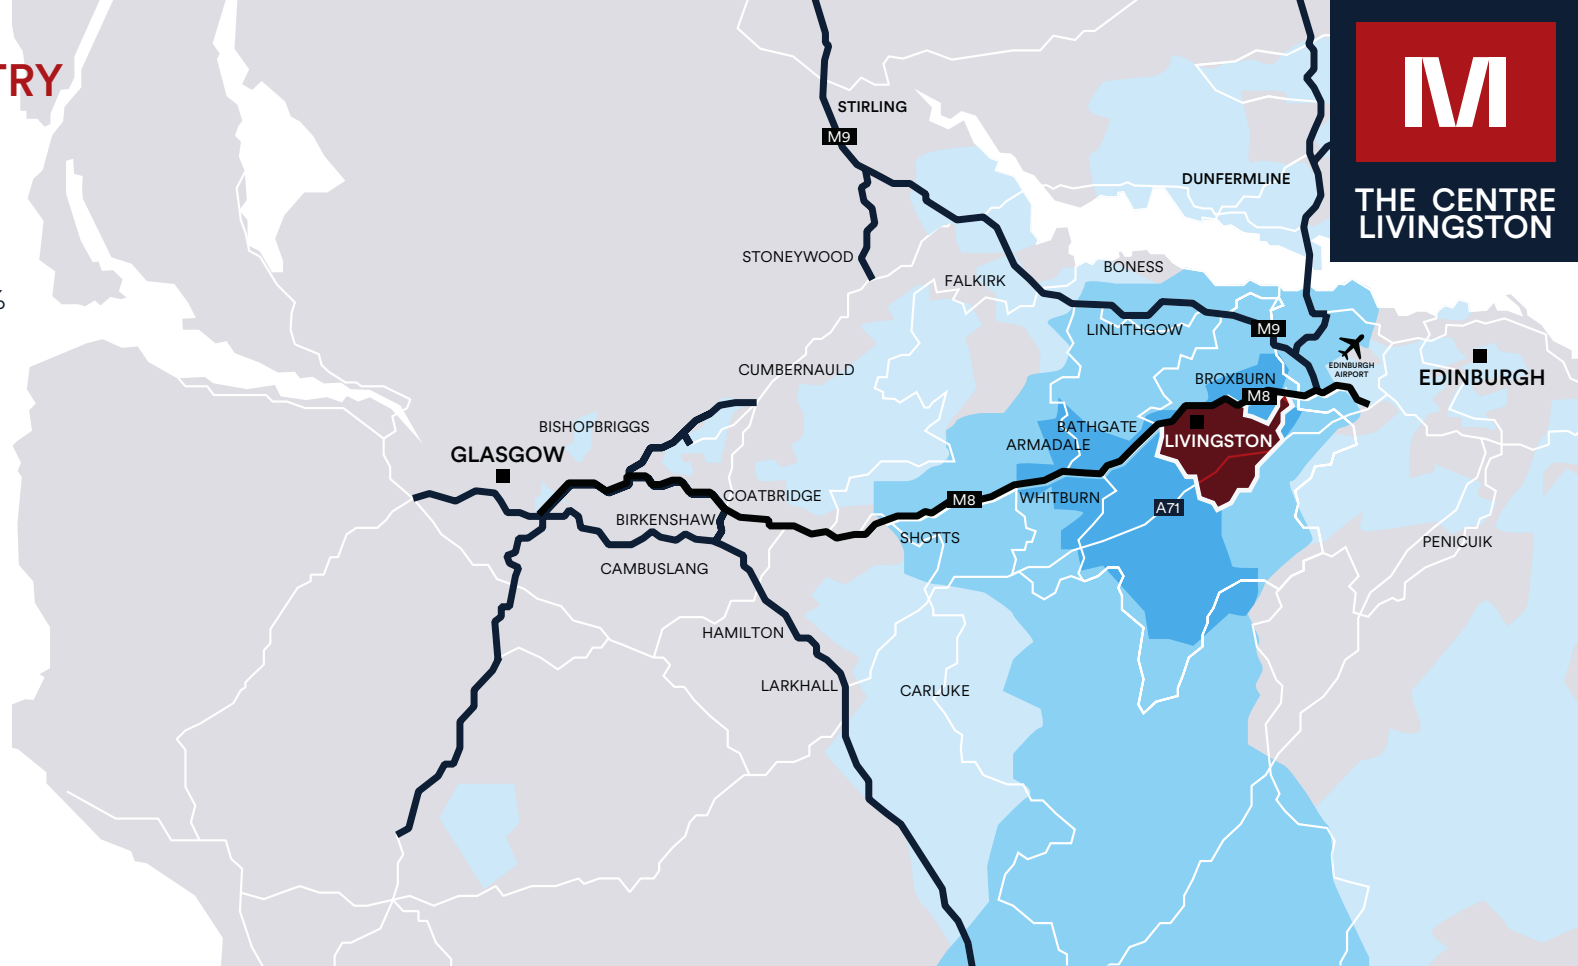 TRY
%
M
THE CENTRE
LIVINGSTON
STIRLING
M9
DUNFERMLINE
STONEYWOOD
FALKIRK
BONESS
LINLITHGOW
M9
EDINBURGH
AIRPORT
EDINBURGH
CUMBERNAULD
BROXBURN
M8
BISHOPBRIGGS
BATHGATE
ARMADALE
LIVINGSTON
GLASGOW
COATBRIDGE
M8
WHITBURN
A71
BIRKENSHAW
SHOTTS
PENICUIK
CAMBUSLANG
HAMILTON
LARKHALL
CARLUKE